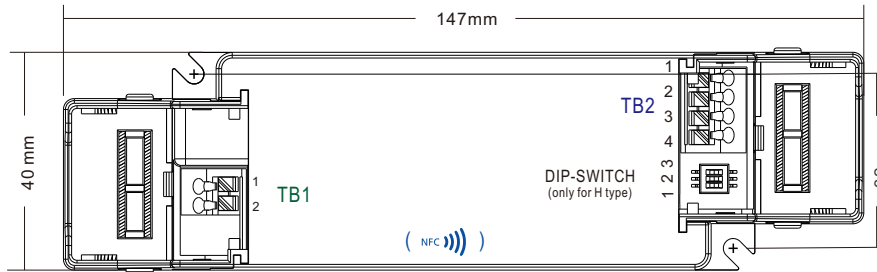 147mm
40 mm
TB1
1
2
TB2
1
2
3
4
DIP-SWITCH
(only for H type)
3
2
1
( NFC )